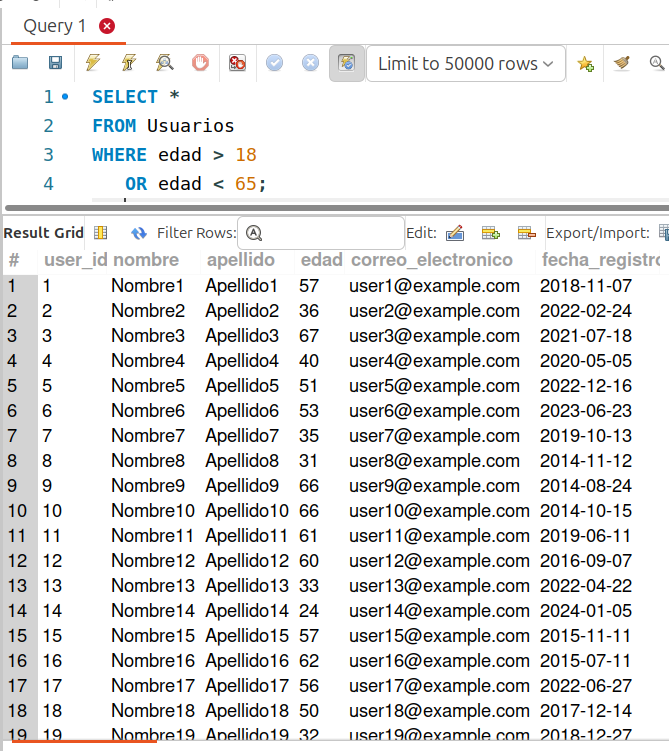 Query 1
Limit to 50000 rows
1 SELECT *
2 FROM Usuarios
3 WHERE edad > 18
4 OR edad < 65;
Result Grid Filter Rows: Edit: Export/Import:
# user_id nombre apellido edad correo_electronico fecha_registro
1 1 Nombre1 Apellido1 57 user1@example.com 2018-11-07
2 2 Nombre2 Apellido2 36 user2@example.com 2022-02-24
3 3 Nombre3 Apellido3 67 user3@example.com 2021-07-18
4 4 Nombre4 Apellido4 40 user4@example.com 2020-05-05
5 5 Nombre5 Apellido5 51 user5@example.com 2022-12-16
6 6 Nombre6 Apellido6 53 user6@example.com 2023-06-23
7 7 Nombre7 Apellido7 35 user7@example.com 2019-10-13
8 8 Nombre8 Apellido8 31 user8@example.com 2014-11-12
9 9 Nombre9 Apellido9 66 user9@example.com 2014-08-24
10 10 Nombre10 Apellido10 66 user10@example.com 2014-10-15
11 11 Nombre11 Apellido11 61 user11@example.com 2019-06-11
12 12 Nombre12 Apellido12 60 user12@example.com 2016-09-07
13 13 Nombre13 Apellido13 33 user13@example.com 2022-04-22
14 14 Nombre14 Apellido14 24 user14@example.com 2024-01-05
15 15 Nombre15 Apellido15 57 user15@example.com 2015-11-11
16 16 Nombre16 Apellido16 62 user16@example.com 2015-07-11
17 17 Nombre17 Apellido17 56 user17@example.com 2022-06-27
18 18 Nombre18 Apellido18 50 user18@example.com 2017-12-14
19 19 Nombre19 Apellido19 32 user19@example.com 2018-12-27